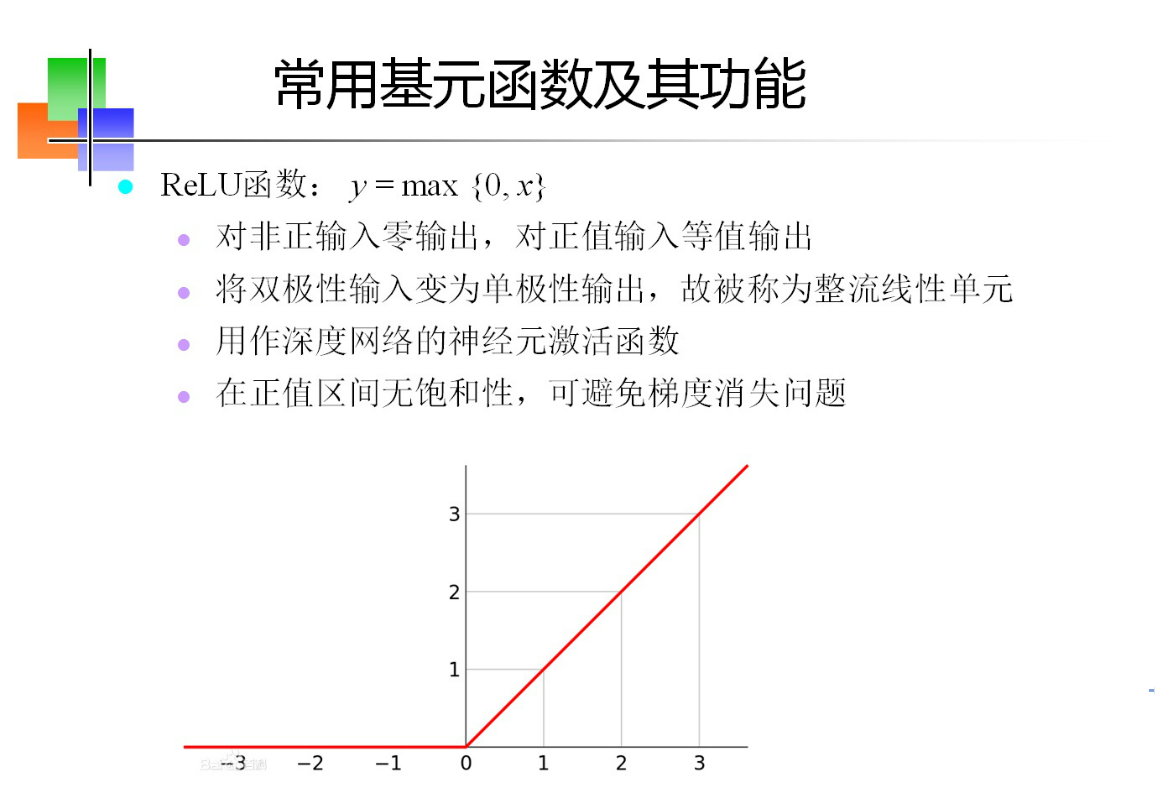 常用基元函数及其功能
ReLU函数： y = max {0, x}
对非正输入零输出，对正值输入等值输出
将双极性输入变为单极性输出，故被称为整流线性单元
用作深度网络的神经元激活函数
在正值区间无饱和性，可避免梯度消失问题
3
2
1
−3 −2 −1 0 1 2 3